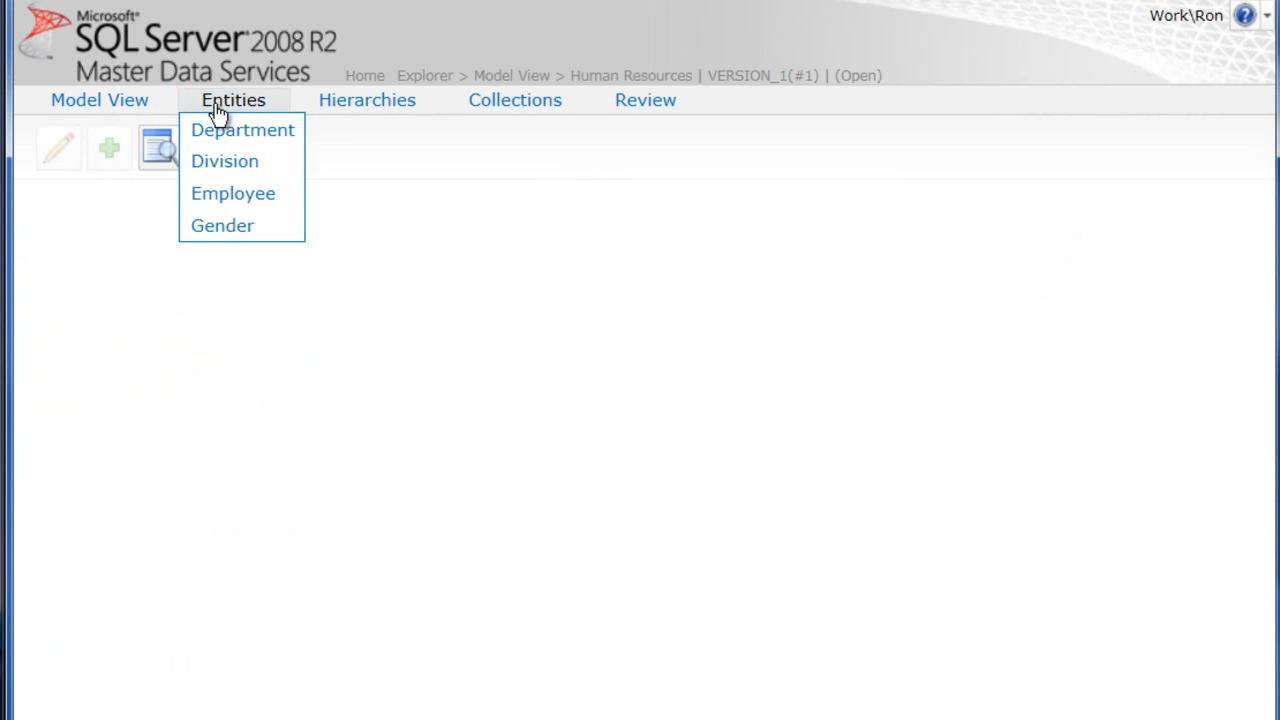 Microsoft®
SQL Server® 2008 R2
Master Data Services
Work\Ron
Home Explorer > Model View > Human Resources | VERSION_1(#1) | (Open)
Model View Entities Hierarchies Collections Review
Department
Division
Employee
Gender